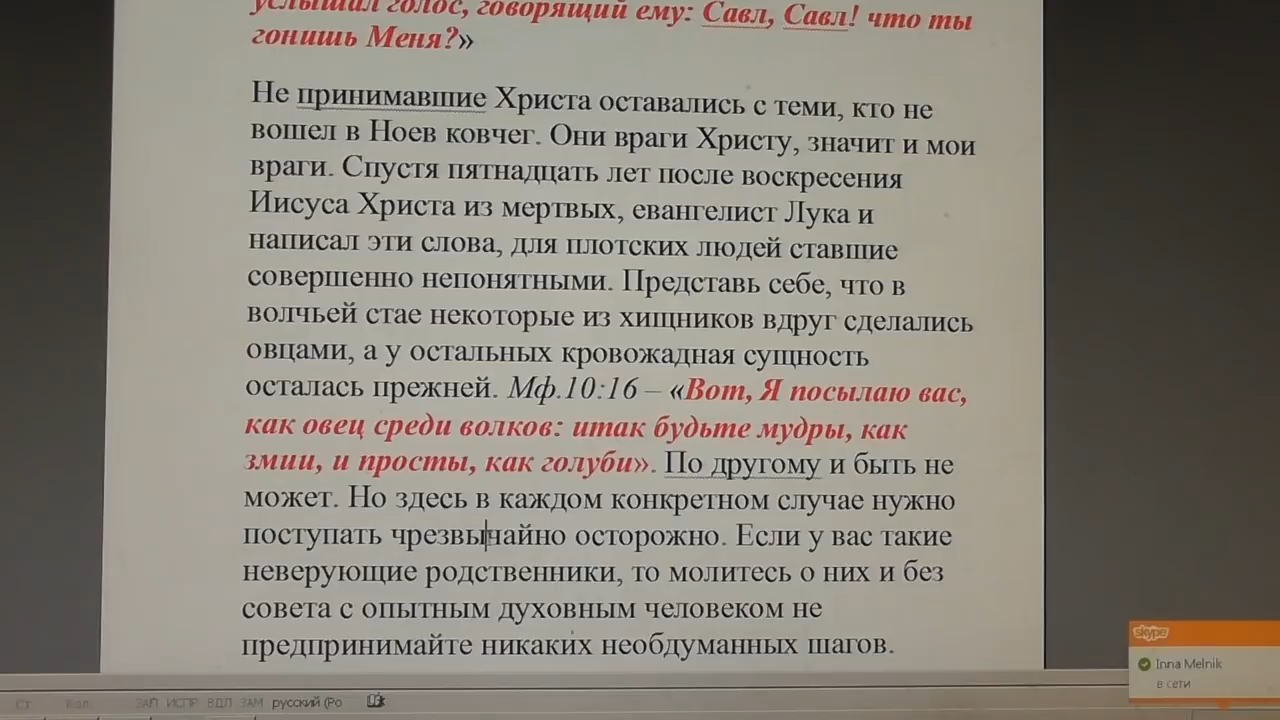 услышал голос, говорящий ему: Савл, Савл! что ты
гонишь Меня?»
Не принимавшие Христа оставались с теми, кто не
вошел в Ноев ковчег. Они враги Христу, значит и мои
враги. Спустя пятнадцать лет после воскресения
Иисуса Христа из мертвых, евангелист Лука и
написал эти слова, для плотских людей ставшие
совершенно непонятными. Представь себе, что в
волчьей стае некоторые из хищников вдруг сделались
овцами, а у остальных кровожадная сущность
осталась прежней. Мф.10:16 – «Вот, Я посылаю вас,
как овец среди волков: итак будьте мудры, как
змии, и просты, как голуби». По другому и быть не
может. Но здесь в каждом конкретном случае нужно
поступать чрезвычайно осторожно. Если у вас такие
неверующие родственники, то молитесь о них и без
совета с опытным духовным человеком не
предпринимайте никаких необдуманных шагов.
skype
Inna Melnik
в сети
Ст Кол ЗАП ИСПР ВДЛ ЗАМ русский (Ро